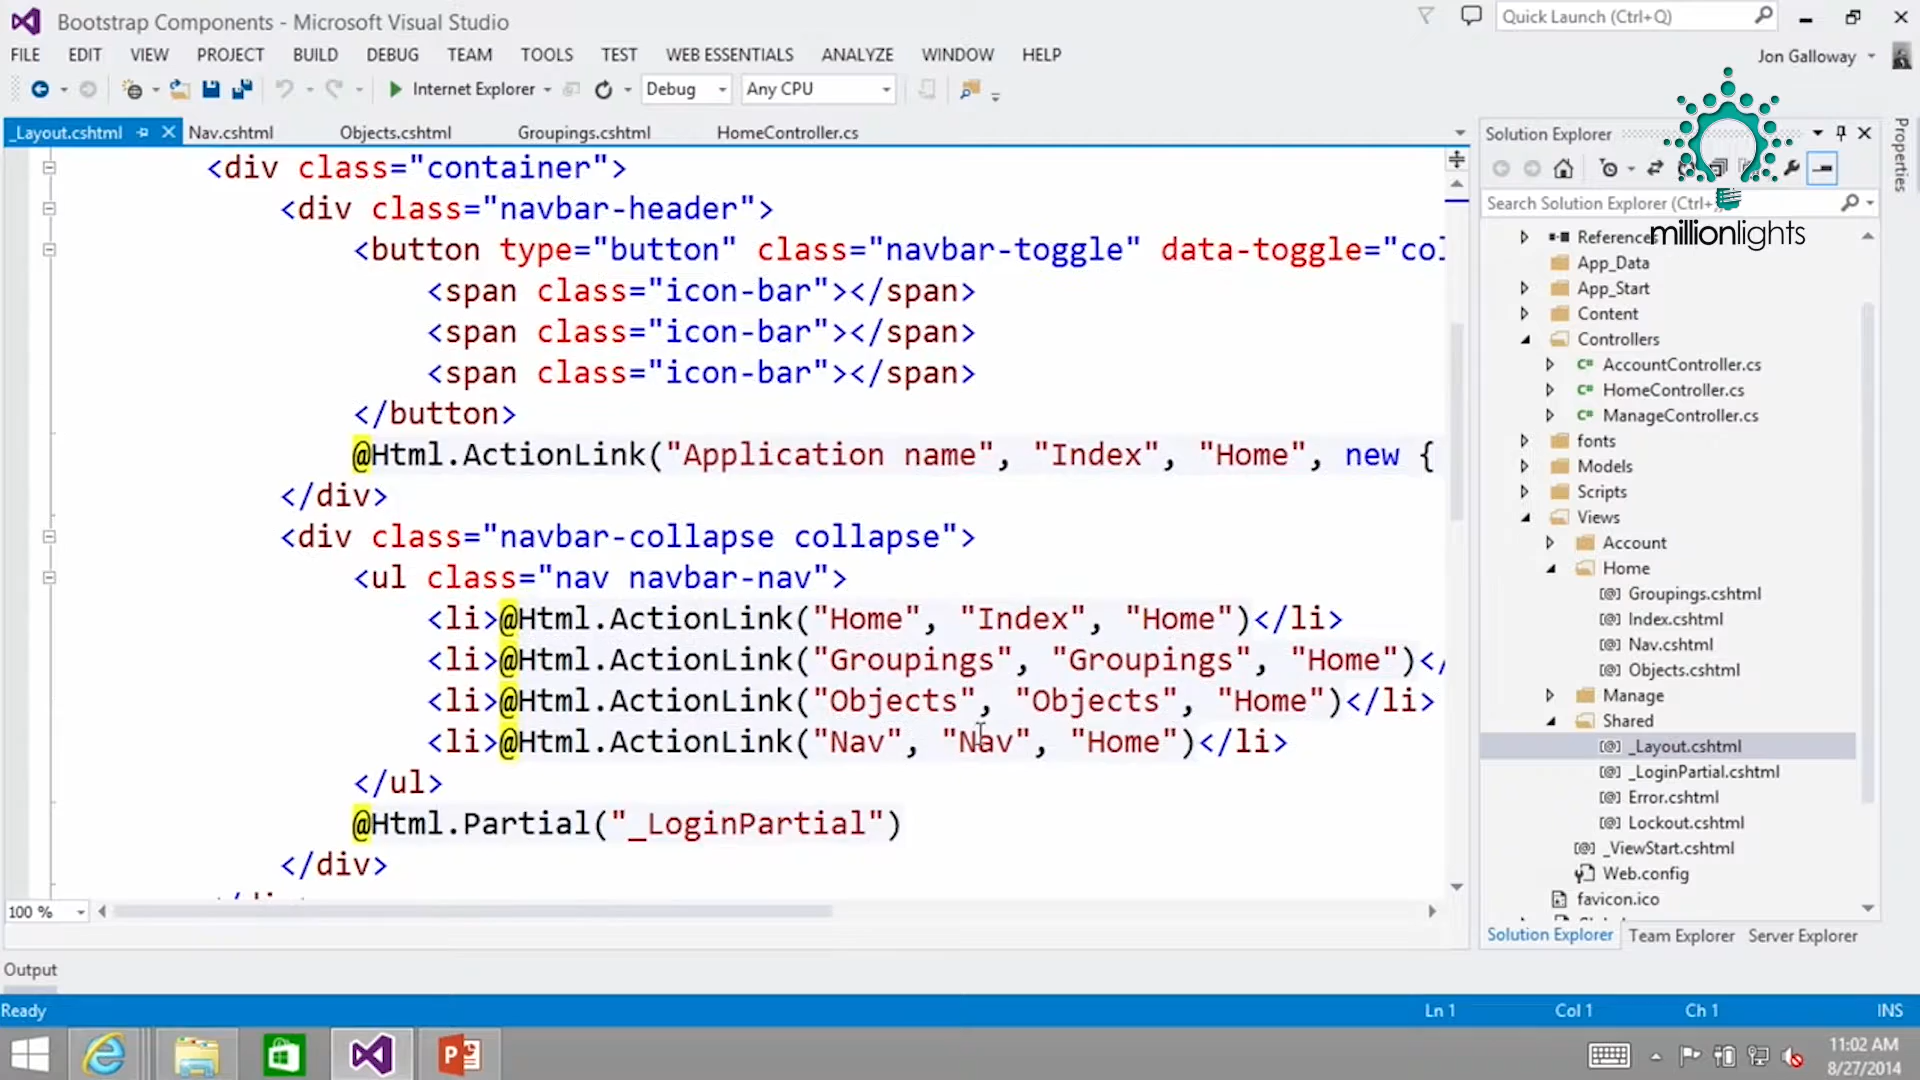 Bootstrap Components - Microsoft Visual Studio
Quick Launch (Ctrl+Q)
FILE EDIT VIEW PROJECT BUILD DEBUG TEAM TOOLS TEST WEB ESSENTIALS ANALYZE WINDOW HELP
Jon Galloway
Internet Explorer Debug Any CPU
_Layout.cshtml Nav.cshtml Objects.cshtml Groupings.cshtml HomeController.cs
<div class="container">
<div class="navbar-header">
<button type="button" class="navbar-toggle" data-toggle="col
<span class="icon-bar"></span>
<span class="icon-bar"></span>
<span class="icon-bar"></span>
</button>
@Html.ActionLink("Application name", "Index", "Home", new {
</div>
<div class="navbar-collapse collapse">
<ul class="nav navbar-nav">
<li>@Html.ActionLink("Home", "Index", "Home")</li>
<li>@Html.ActionLink("Groupings", "Groupings", "Home")</
<li>@Html.ActionLink("Objects", "Objects", "Home")</li>
<li>@Html.ActionLink("Nav", "Nav", "Home")</li>
</ul>
@Html.Partial("_LoginPartial")
</div>
100 %
Solution Explorer
Search Solution Explorer (Ctrl+
millionlights
References
App_Data
App_Start
Content
Controllers
C# AccountController.cs
C# HomeController.cs
C# ManageController.cs
fonts
Models
Scripts
Views
Account
Home
[@] Groupings.cshtml
[@] Index.cshtml
[@] Nav.cshtml
[@] Objects.cshtml
Manage
Shared
[@] _Layout.cshtml
[@] _LoginPartial.cshtml
[@] Error.cshtml
[@] Lockout.cshtml
[@] _ViewStart.cshtml
Web.config
favicon.ico
Solution Explorer Team Explorer Server Explorer
Properties
Output
Ready Ln 1 Col 1 Ch 1 INS
11:02 AM
8/27/2014